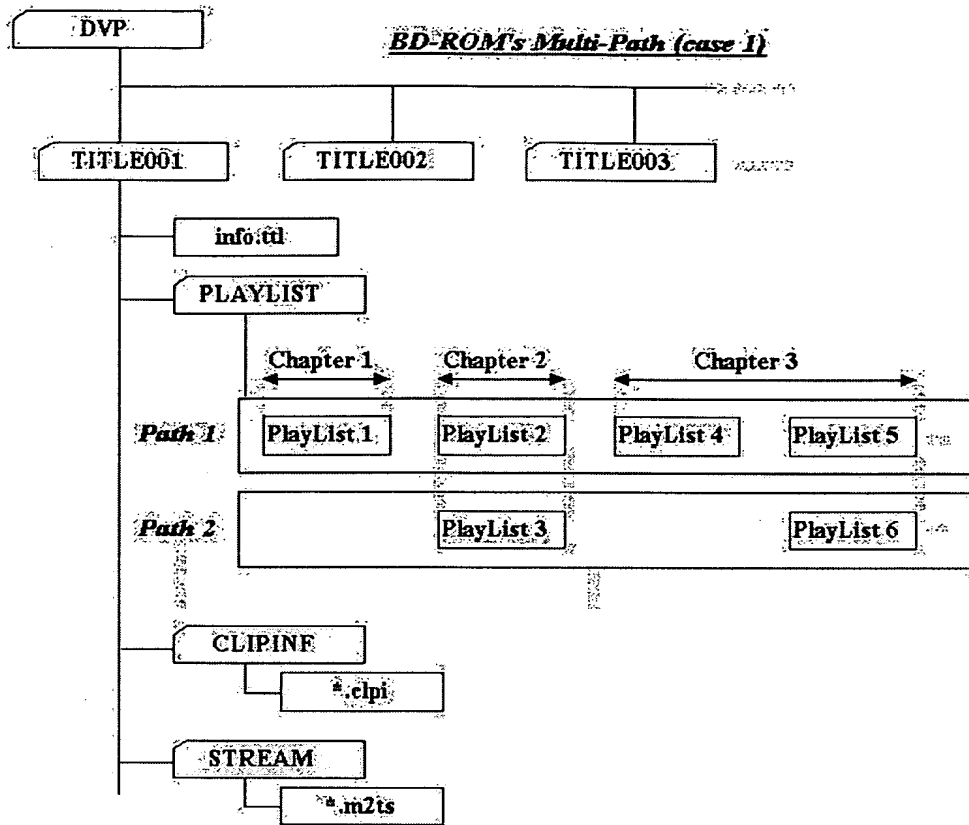 DVP
BD-ROM's Multi-Path (case 1)
TITLE001
TITLE002
TITLE003
info.ttl
PLAYLIST
Chapter 1
Chapter 2
Chapter 3
Path 1
PlayList 1
PlayList 2
PlayList 4
PlayList 5
Path 2
PlayList 3
PlayList 6
CLIPINF
*.clpi
STREAM
*.m2ts